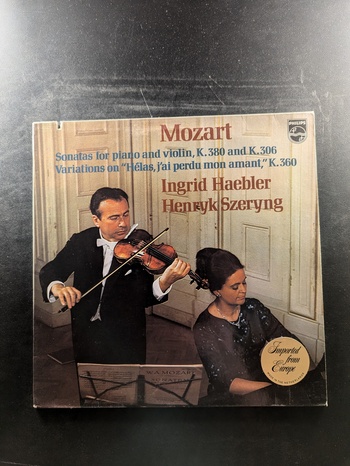 PHILIPS
Mozart
Sonatas for piano and violin, K.380 and K.306
Variations on "Hélas, j'ai perdu mon amant," K.360
Ingrid Haebler
Henryk Szeryng
W.A. MOZART
Imported
from
Europe